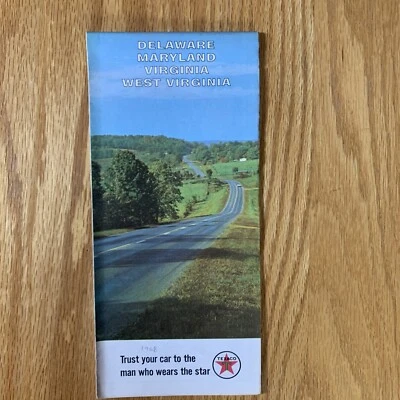 DELAWARE
MARYLAND
VIRGINIA
WEST VIRGINIA
1968
Trust your car to the
man who wears the star
TEXACO